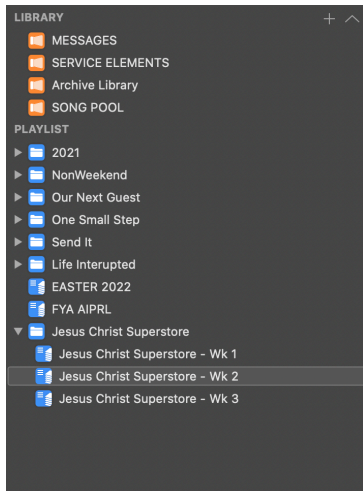 LIBRARY
MESSAGES
SERVICE ELEMENTS
Archive Library
SONG POOL
PLAYLIST
2021
NonWeekend
Our Next Guest
One Small Step
Send It
Life Interupted
EASTER 2022
FYA AIPRL
Jesus Christ Superstore
Jesus Christ Superstore - Wk 1
Jesus Christ Superstore - Wk 2
Jesus Christ Superstore - Wk 3